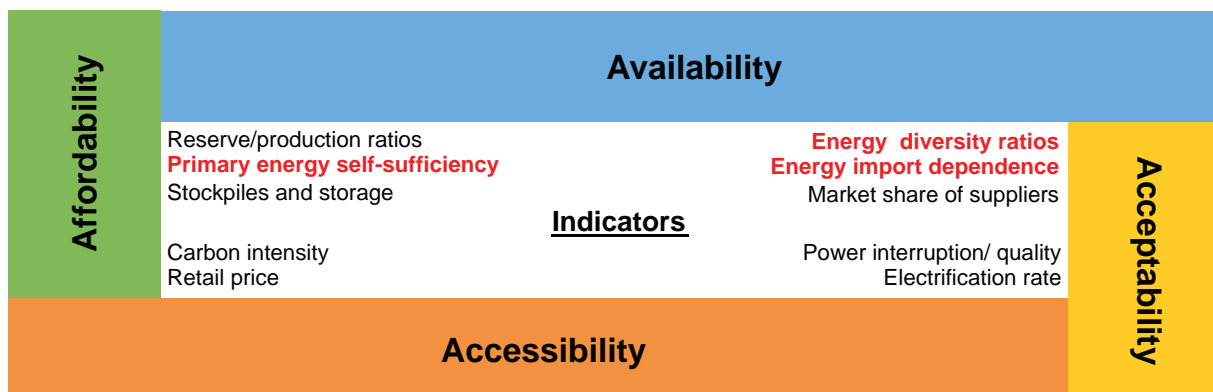 Affordability
Availability
Reserve/production ratios
Primary energy self-sufficiency
Stockpiles and storage
Energy diversity ratios
Energy import dependence
Market share of suppliers
Indicators
Carbon intensity
Retail price
Power interruption/ quality
Electrification rate
Acceptability
Accessibility